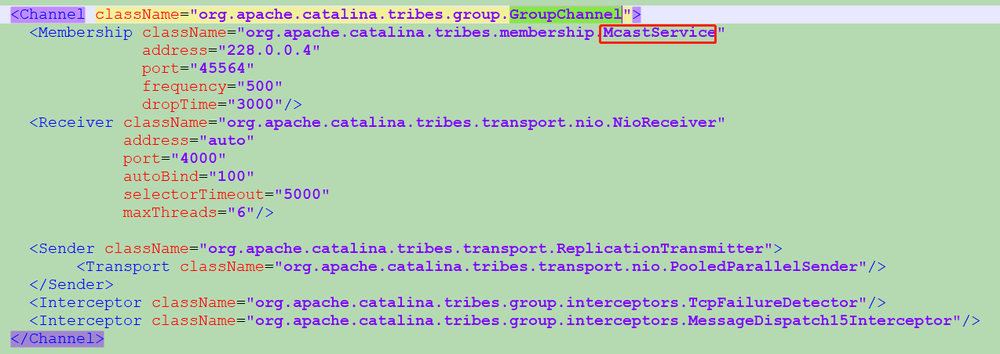 <Channel className="org.apache.catalina.tribes.group.GroupChannel">
<Membership className="org.apache.catalina.tribes.membership.McastService"
address="228.0.0.4"
port="45564"
frequency="500"
dropTime="3000"/>
<Receiver className="org.apache.catalina.tribes.transport.nio.NioReceiver"
address="auto"
port="4000"
autoBind="100"
selectorTimeout="5000"
maxThreads="6"/>
<Sender className="org.apache.catalina.tribes.transport.ReplicationTransmitter">
<Transport className="org.apache.catalina.tribes.transport.nio.PooledParallelSender"/>
</Sender>
<Interceptor className="org.apache.catalina.tribes.group.interceptors.TcpFailureDetector"/>
<Interceptor className="org.apache.catalina.tribes.group.interceptors.MessageDispatch15Interceptor"/>
</Channel>